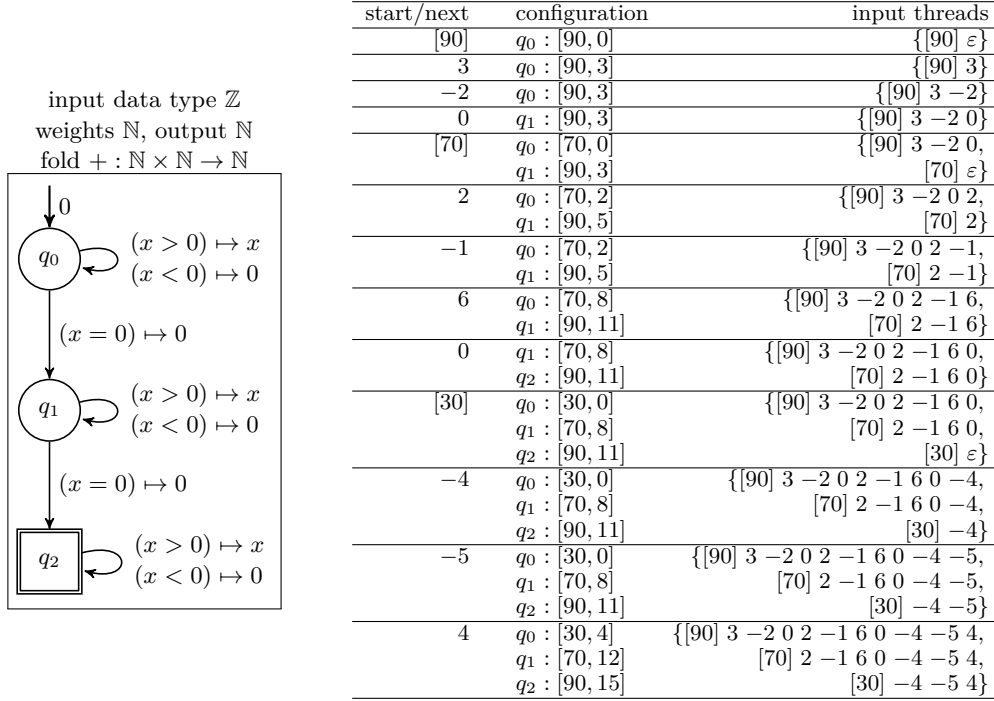 input data type ℤ
weights ℕ, output ℕ
fold + : ℕ × ℕ → ℕ
0
q₀
(x > 0) ↦ x
(x < 0) ↦ 0
(x = 0) ↦ 0
q₁
(x > 0) ↦ x
(x < 0) ↦ 0
(x = 0) ↦ 0
q₂
(x > 0) ↦ x
(x < 0) ↦ 0
start/next configuration input threads
[90] q₀ : [90, 0] {[90] ε}
3 q₀ : [90, 3] {[90] 3}
−2 q₀ : [90, 3] {[90] 3 −2}
0 q₁ : [90, 3] {[90] 3 −2 0}
[70] q₀ : [70, 0] {[90] 3 −2 0,
q₁ : [90, 3] [70] ε}
2 q₀ : [70, 2] {[90] 3 −2 0 2,
q₁ : [90, 5] [70] 2}
−1 q₀ : [70, 2] {[90] 3 −2 0 2 −1,
q₁ : [90, 5] [70] 2 −1}
6 q₀ : [70, 8] {[90] 3 −2 0 2 −1 6,
q₁ : [90, 11] [70] 2 −1 6}
0 q₁ : [70, 8] {[90] 3 −2 0 2 −1 6 0,
q₂ : [90, 11] [70] 2 −1 6 0}
[30] q₀ : [30, 0] {[90] 3 −2 0 2 −1 6 0,
q₁ : [70, 8] [70] 2 −1 6 0,
q₂ : [90, 11] [30] ε}
−4 q₀ : [30, 0] {[90] 3 −2 0 2 −1 6 0 −4,
q₁ : [70, 8] [70] 2 −1 6 0 −4,
q₂ : [90, 11] [30] −4}
−5 q₀ : [30, 0] {[90] 3 −2 0 2 −1 6 0 −4 −5,
q₁ : [70, 8] [70] 2 −1 6 0 −4 −5,
q₂ : [90, 11] [30] −4 −5}
4 q₀ : [30, 4] {[90] 3 −2 0 2 −1 6 0 −4 −5 4,
q₁ : [70, 12] [70] 2 −1 6 0 −4 −5 4,
q₂ : [90, 15] [30] −4 −5 4}